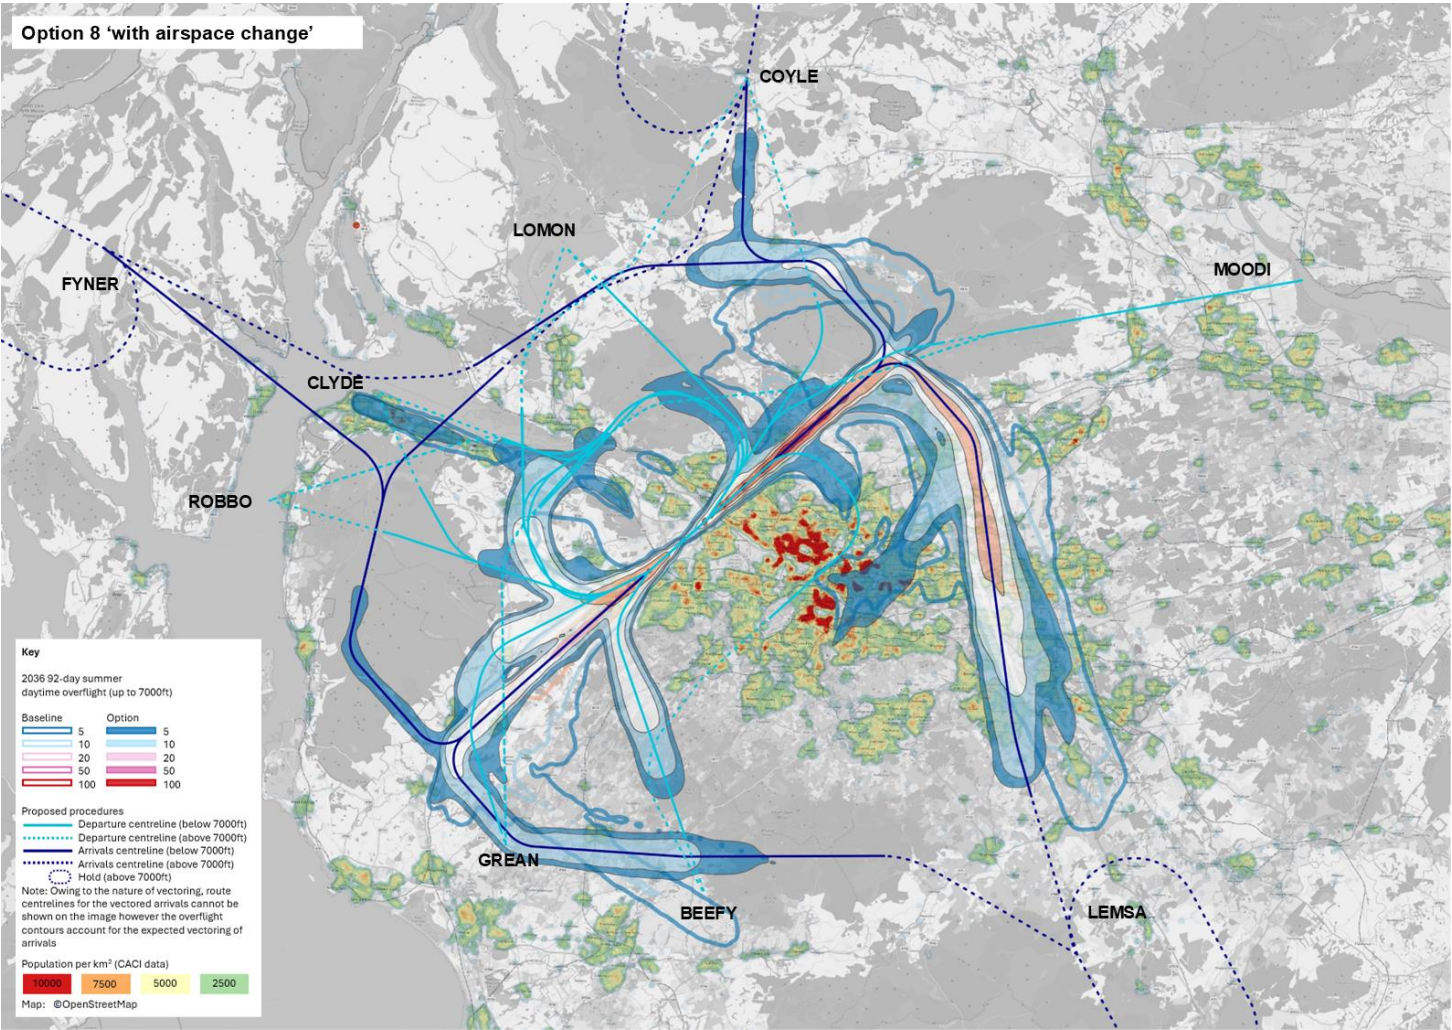 Option 8 ‘with airspace change’
COYLE
LOMON
MOODI
FYNER
CLYDE
ROBBO
GREAN
BEEFY
LEMSA
Key
2036 92-day summer
daytime overflight (up to 7000ft)
Baseline Option
5 5
10 10
20 20
50 50
100 100
Proposed procedures
Departure centreline (below 7000ft)
Departure centreline (above 7000ft)
Arrivals centreline (below 7000ft)
Arrivals centreline (above 7000ft)
Hold (above 7000ft)
Note: Owing to the nature of vectoring, route
centrelines for the vectored arrivals cannot be
shown on the image however the overflight
contours account for the expected vectoring of
arrivals
Population per km² (CACI data)
10000 7500 5000 2500
Map: ©OpenStreetMap